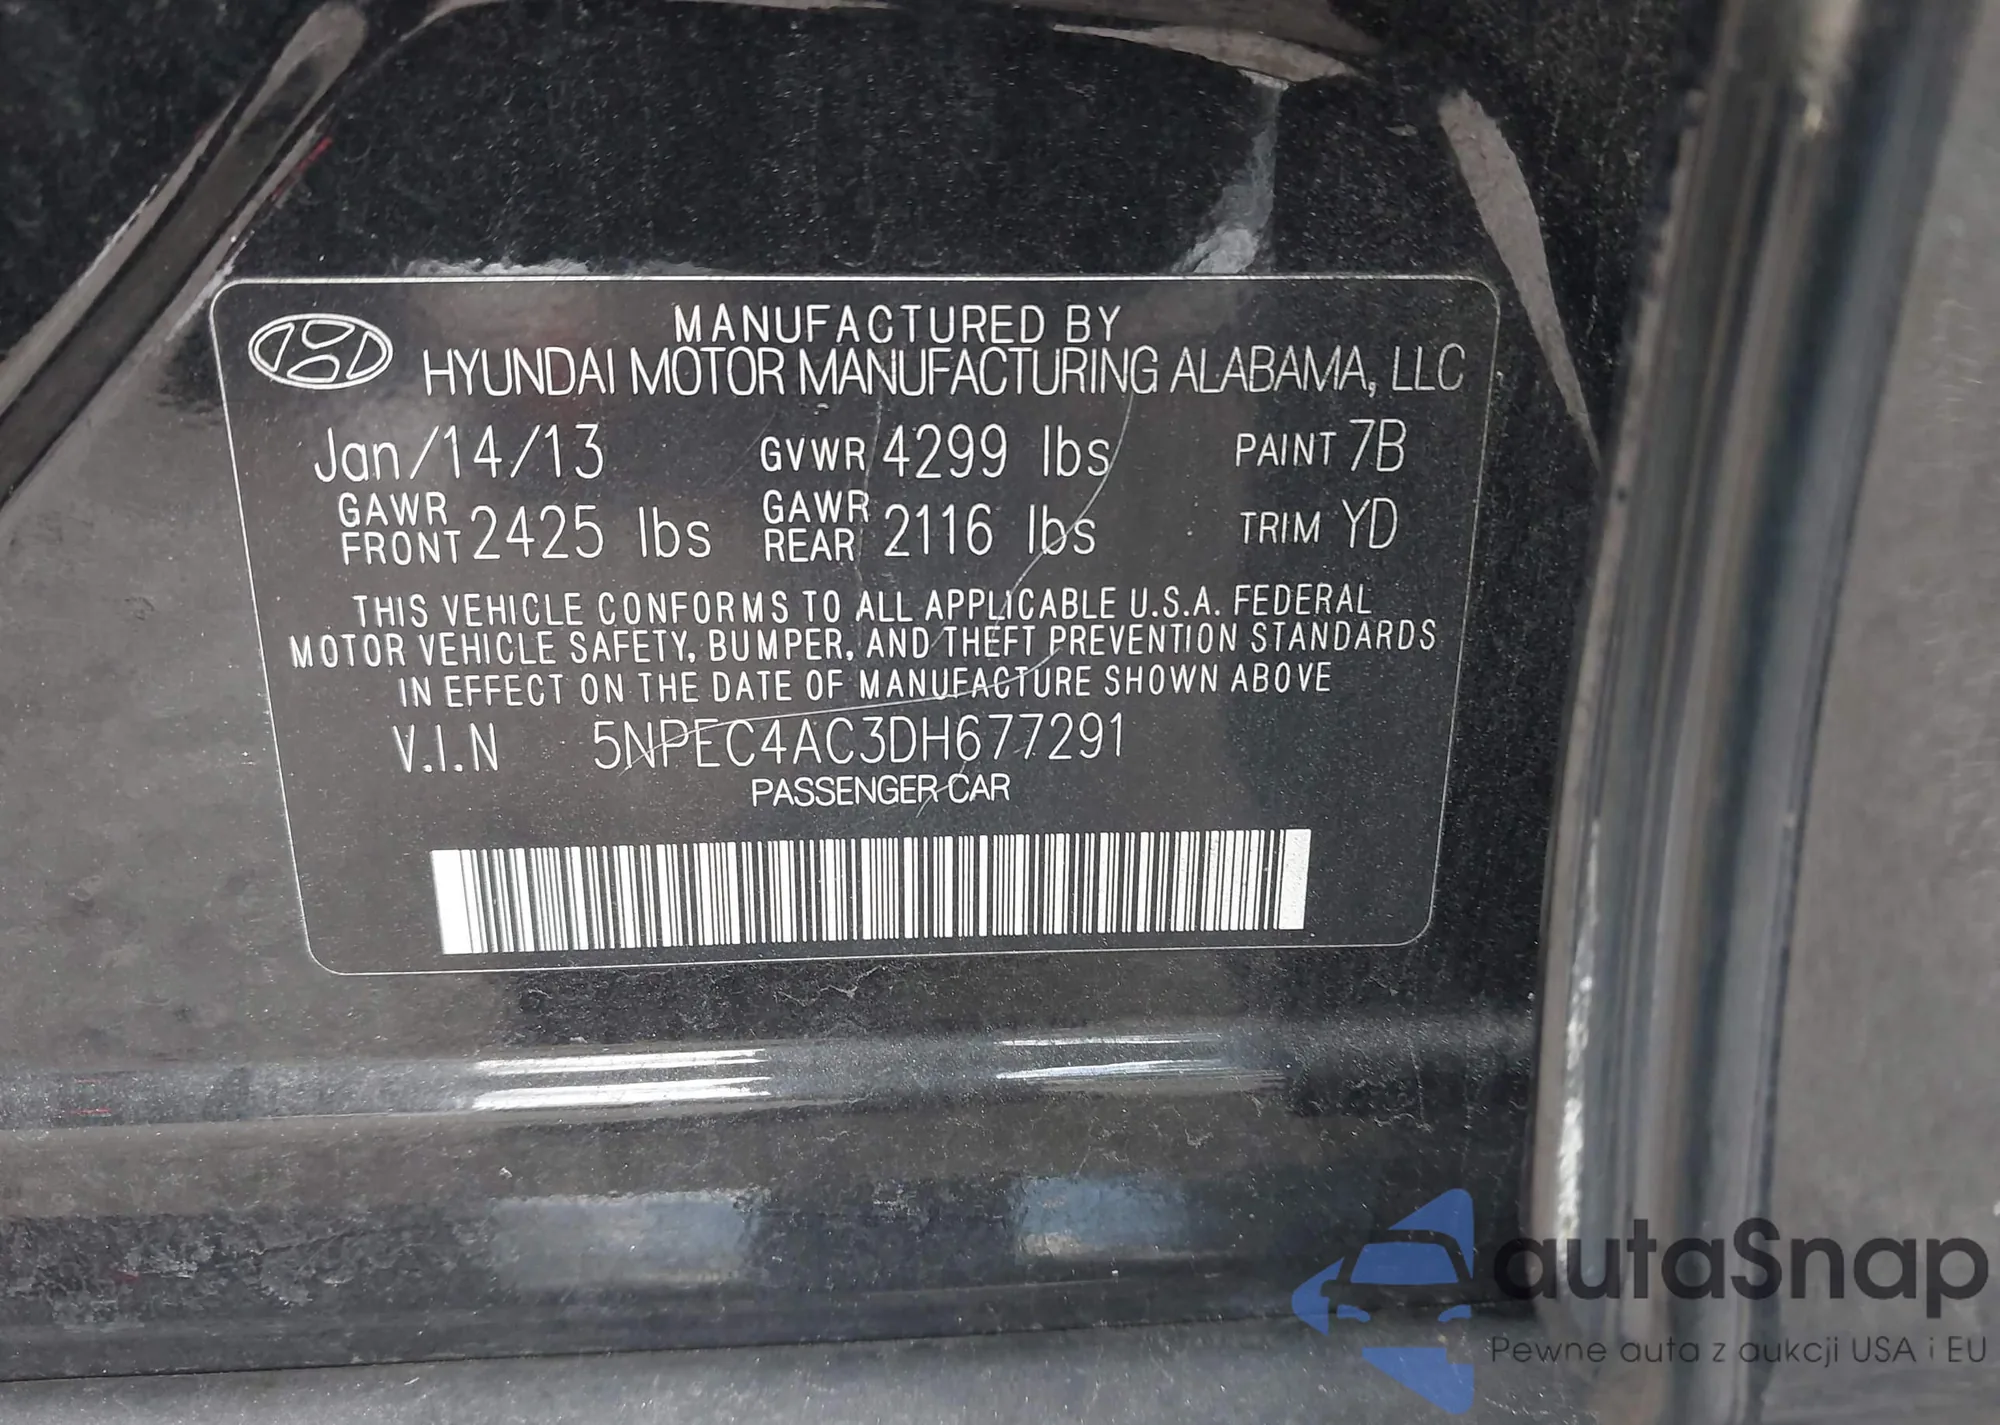 MANUFACTURED BY
HYUNDAI MOTOR MANUFACTURING ALABAMA, LLC
Jan/14/13 GVWR 4299 lbs PAINT 7B
GAWR FRONT 2425 lbs GAWR REAR 2116 lbs TRIM YD
THIS VEHICLE CONFORMS TO ALL APPLICABLE U.S.A. FEDERAL
MOTOR VEHICLE SAFETY, BUMPER, AND THEFT PREVENTION STANDARDS
IN EFFECT ON THE DATE OF MANUFACTURE SHOWN ABOVE
V.I.N 5NPEC4AC3DH677291
PASSENGER CAR
autaSnap
Pewne auta z aukcji USA i EU